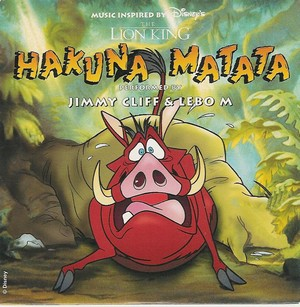 MUSIC INSPIRED BY Disney's
THE
LION KING
HAKUNA MATATA
PERFORMED BY
JIMMY CLIFF & LEBO M
© Disney